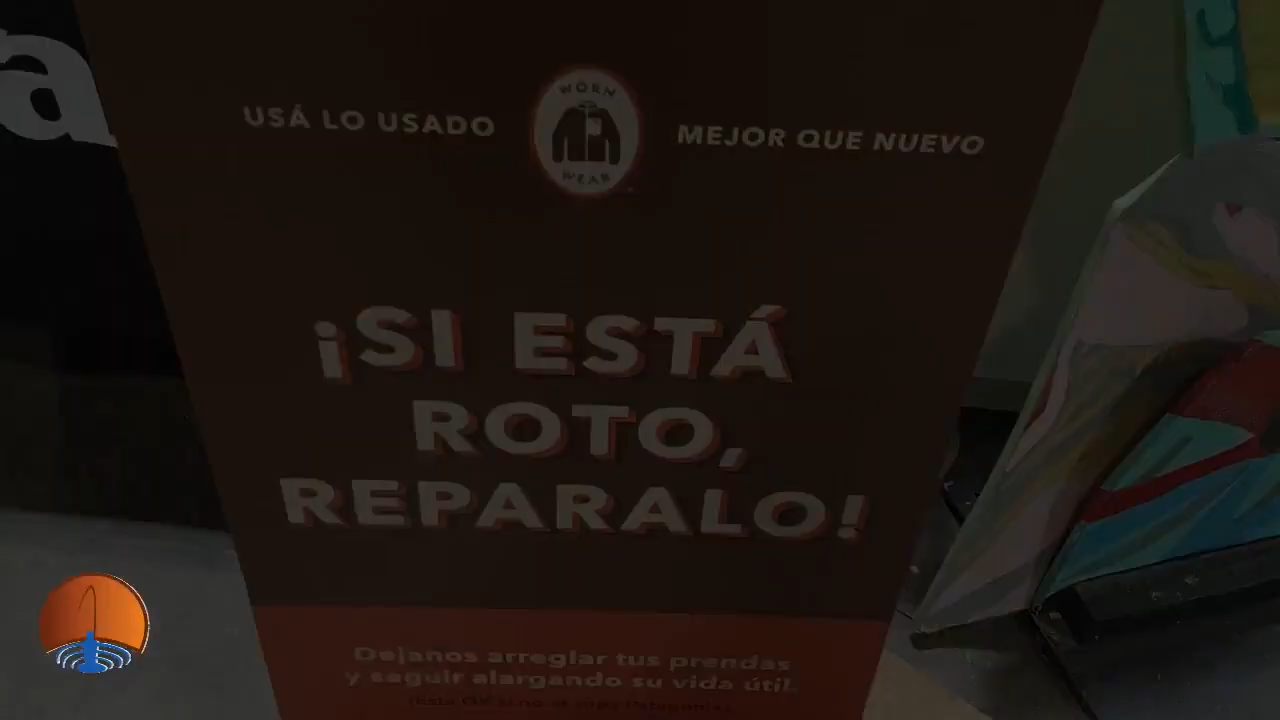 a
USÁ LO USADO
WORN
WEAR
MEJOR QUE NUEVO
¡SI ESTÁ
ROTO,
REPARALO!
Dejanos arreglar tus prendas
y seguir alargando su vida útil.